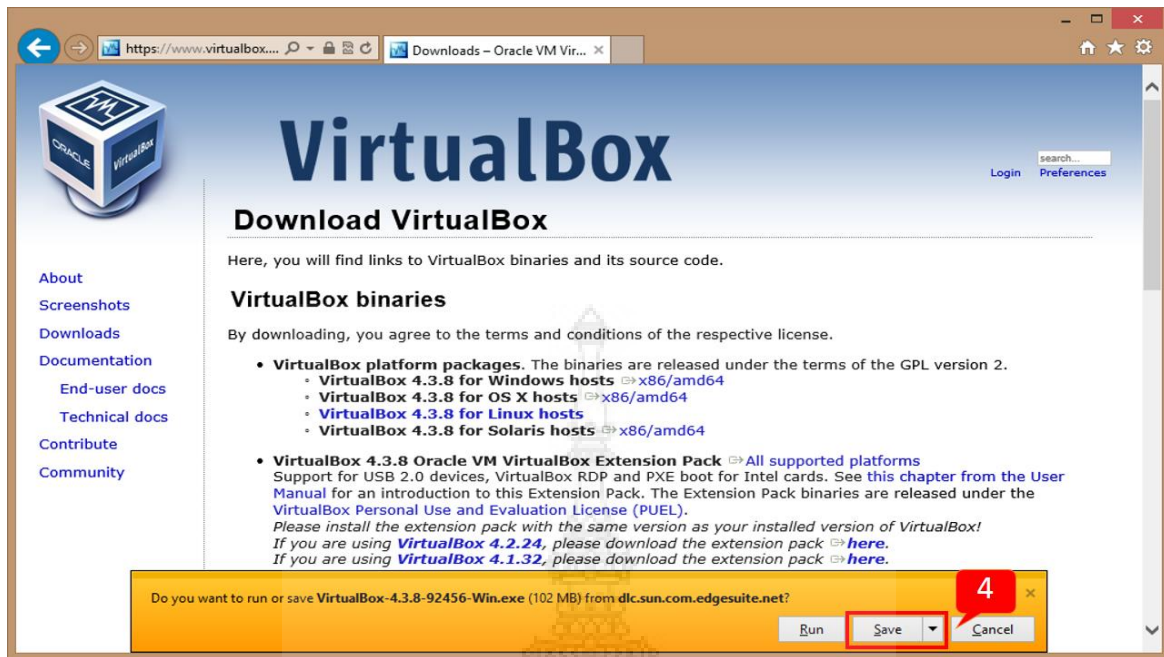 https://www.virtualbox....
Downloads – Oracle VM Vir...
ORACLE
VM
VirtualBox
VirtualBox
search...
Login Preferences
Download VirtualBox
Here, you will find links to VirtualBox binaries and its source code.
About
Screenshots
Downloads
Documentation
End-user docs
Technical docs
Contribute
Community
VirtualBox binaries
By downloading, you agree to the terms and conditions of the respective license.
• VirtualBox platform packages. The binaries are released under the terms of the GPL version 2.
◦ VirtualBox 4.3.8 for Windows hosts x86/amd64
◦ VirtualBox 4.3.8 for OS X hosts x86/amd64
◦ VirtualBox 4.3.8 for Linux hosts
◦ VirtualBox 4.3.8 for Solaris hosts x86/amd64
• VirtualBox 4.3.8 Oracle VM VirtualBox Extension Pack All supported platforms
Support for USB 2.0 devices, VirtualBox RDP and PXE boot for Intel cards. See this chapter from the User
Manual for an introduction to this Extension Pack. The Extension Pack binaries are released under the
VirtualBox Personal Use and Evaluation License (PUEL).
Please install the extension pack with the same version as your installed version of VirtualBox!
If you are using VirtualBox 4.2.24, please download the extension pack here.
If you are using VirtualBox 4.1.32, please download the extension pack here.
Do you want to run or save VirtualBox-4.3.8-92456-Win.exe (102 MB) from dlc.sun.com.edgesuite.net?
4
Run Save Cancel